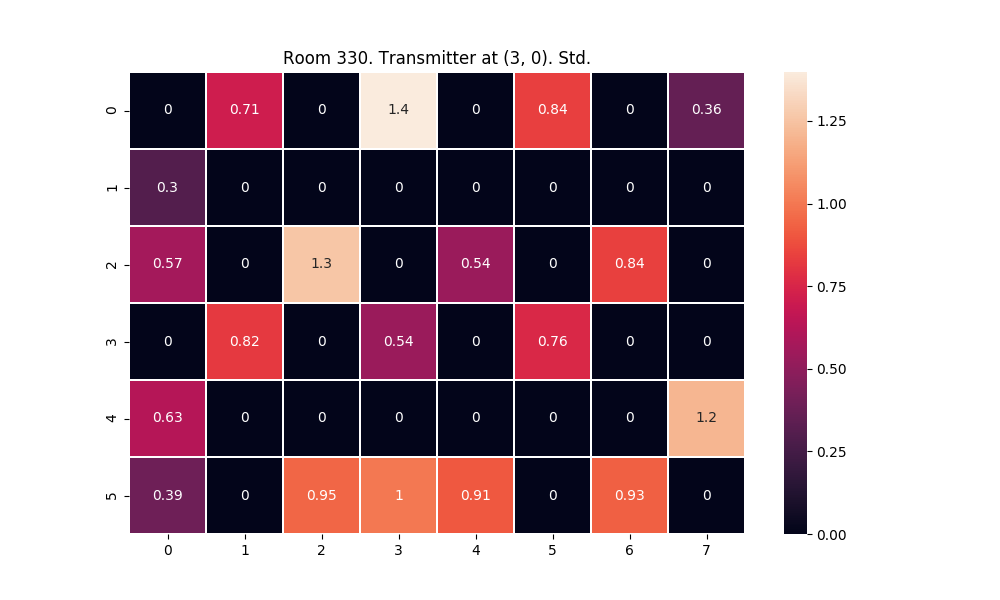 Room 330. Transmitter at (3, 0). Std.
0 0 0.71 0 1.4 0 0.84 0 0.36
1 0.3 0 0 0 0 0 0 0
2 0.57 0 1.3 0 0.54 0 0.84 0
3 0 0.82 0 0.54 0 0.76 0 0
4 0.63 0 0 0 0 0 0 1.2
5 0.39 0 0.95 1 0.91 0 0.93 0
0 1 2 3 4 5 6 7
1.25
1.00
0.75
0.50
0.25
0.00